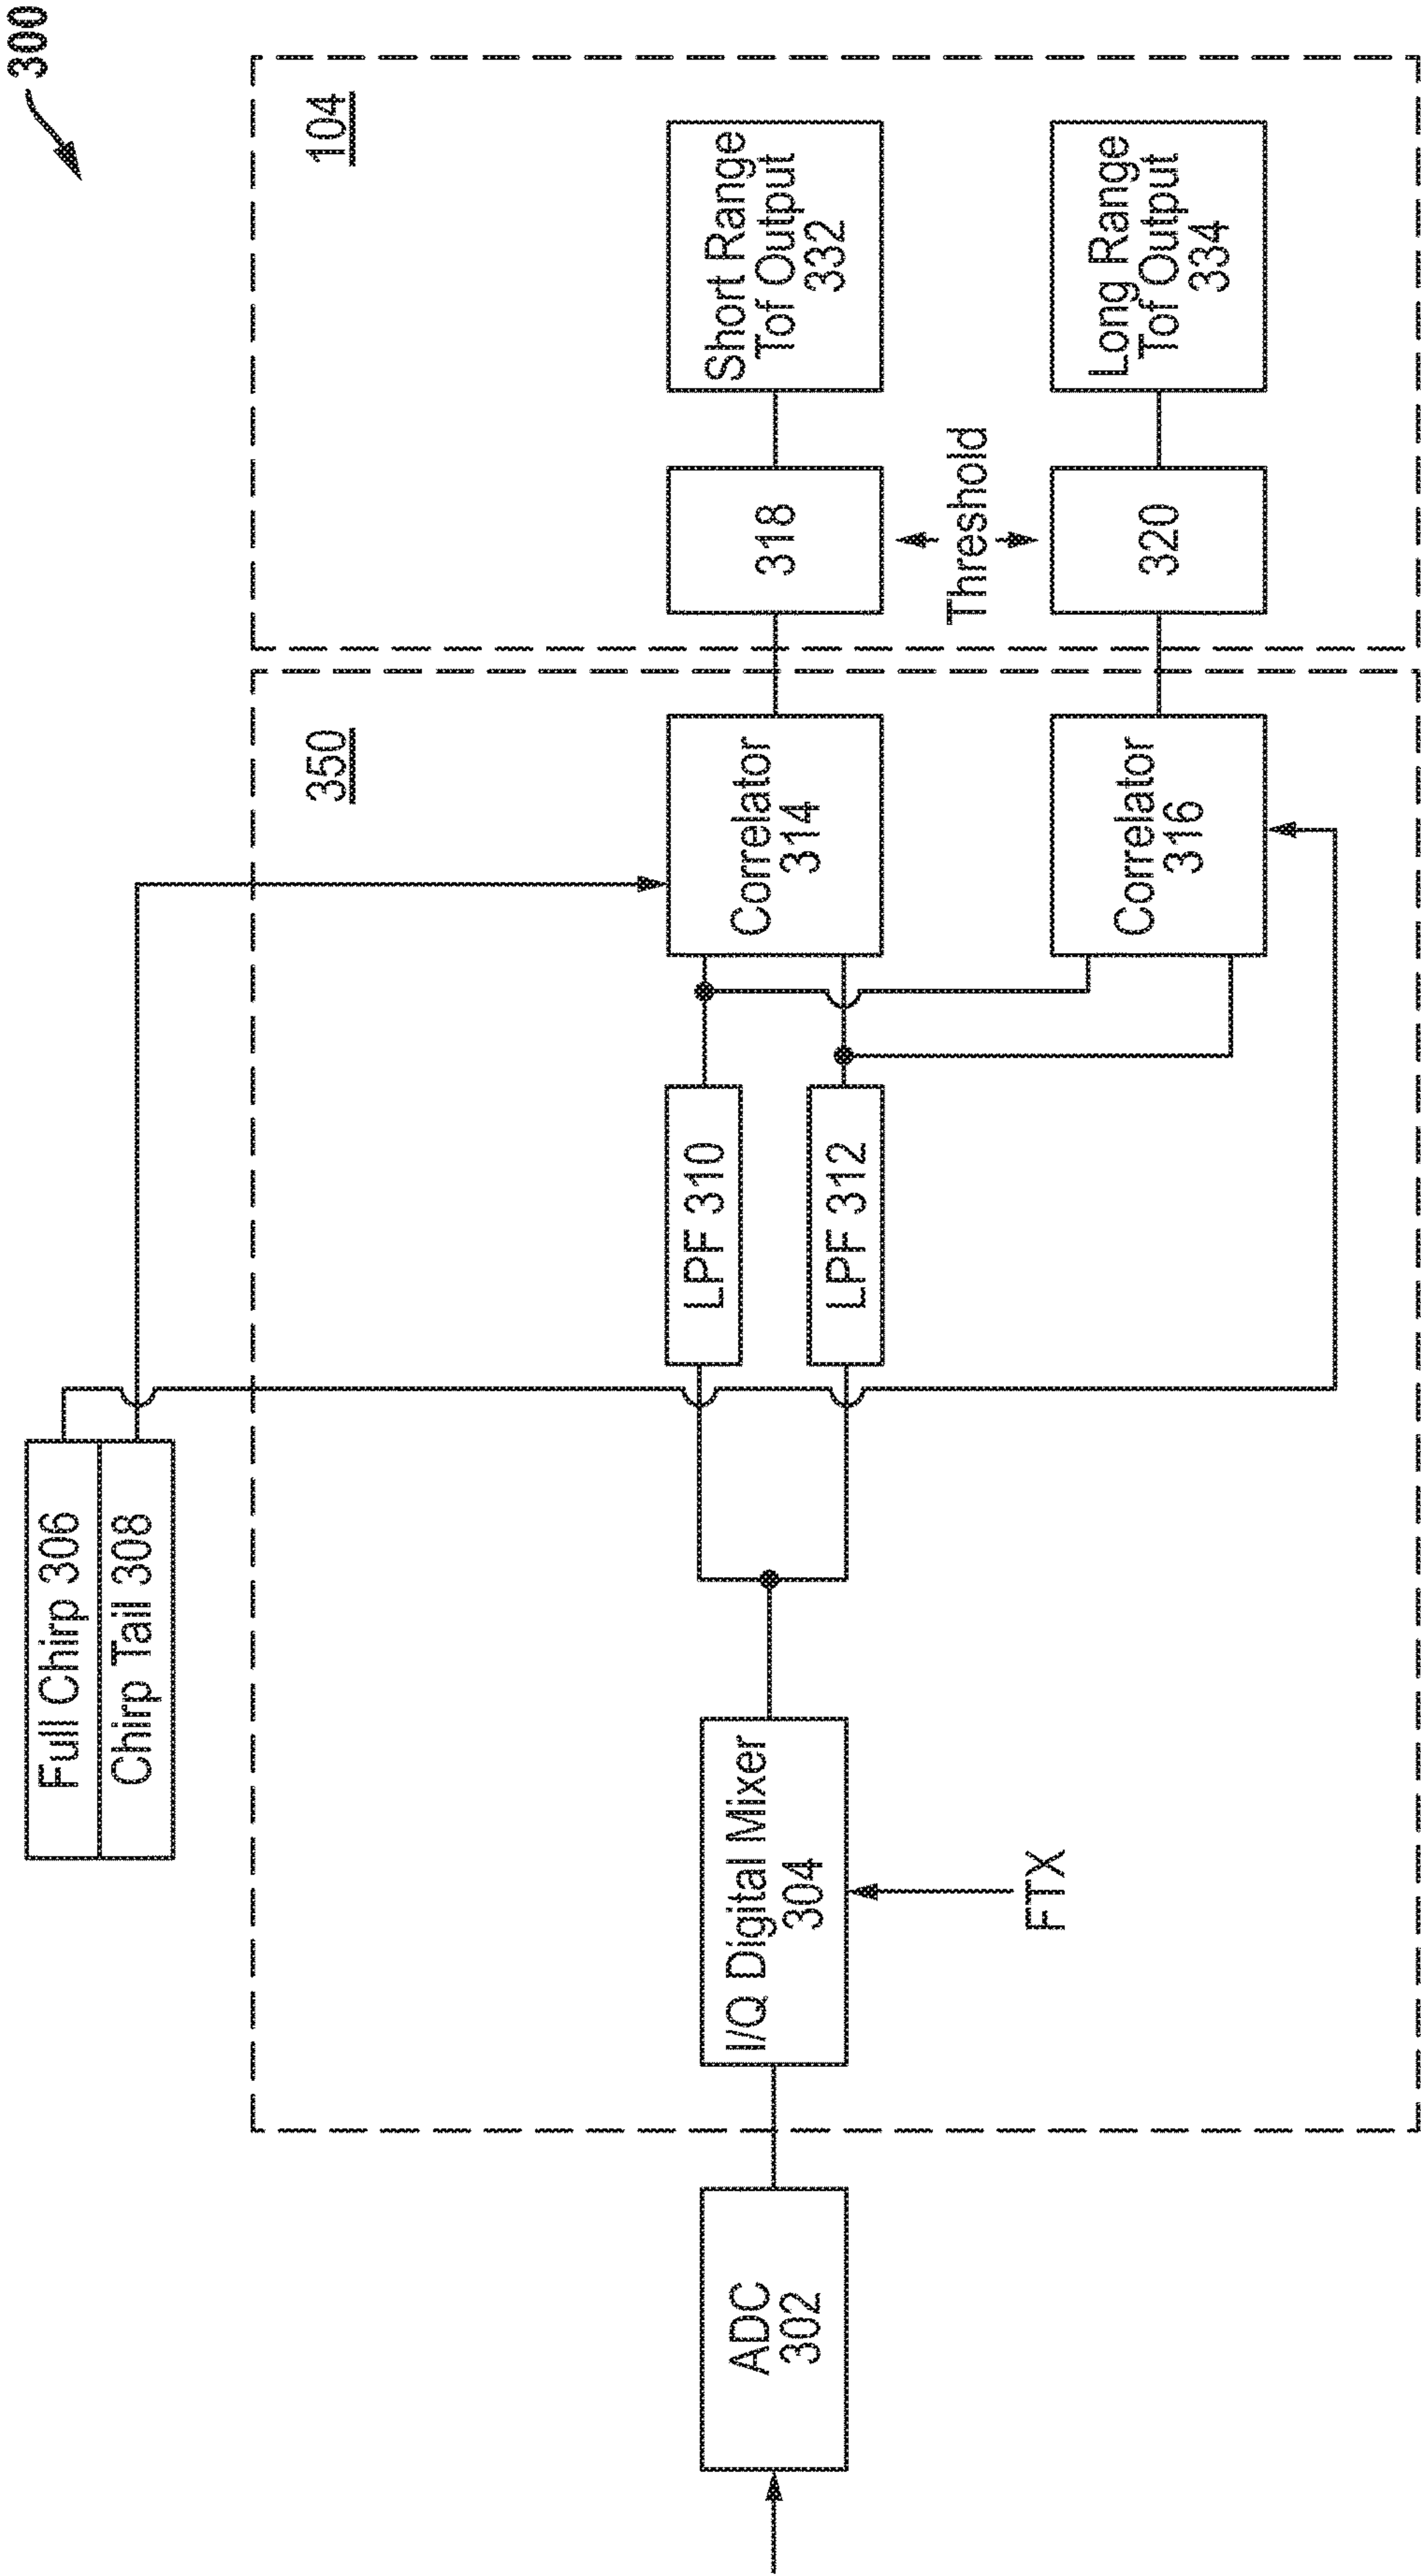 300
Full Chirp 306
Chirp Tail 308
350
104
ADC
302
I/Q Digital Mixer
304
FTX
LPF 310
LPF 312
Correlator
314
Correlator
316
318
Threshold
320
Short Range
Tof Output
332
Long Range
Tof Output
334